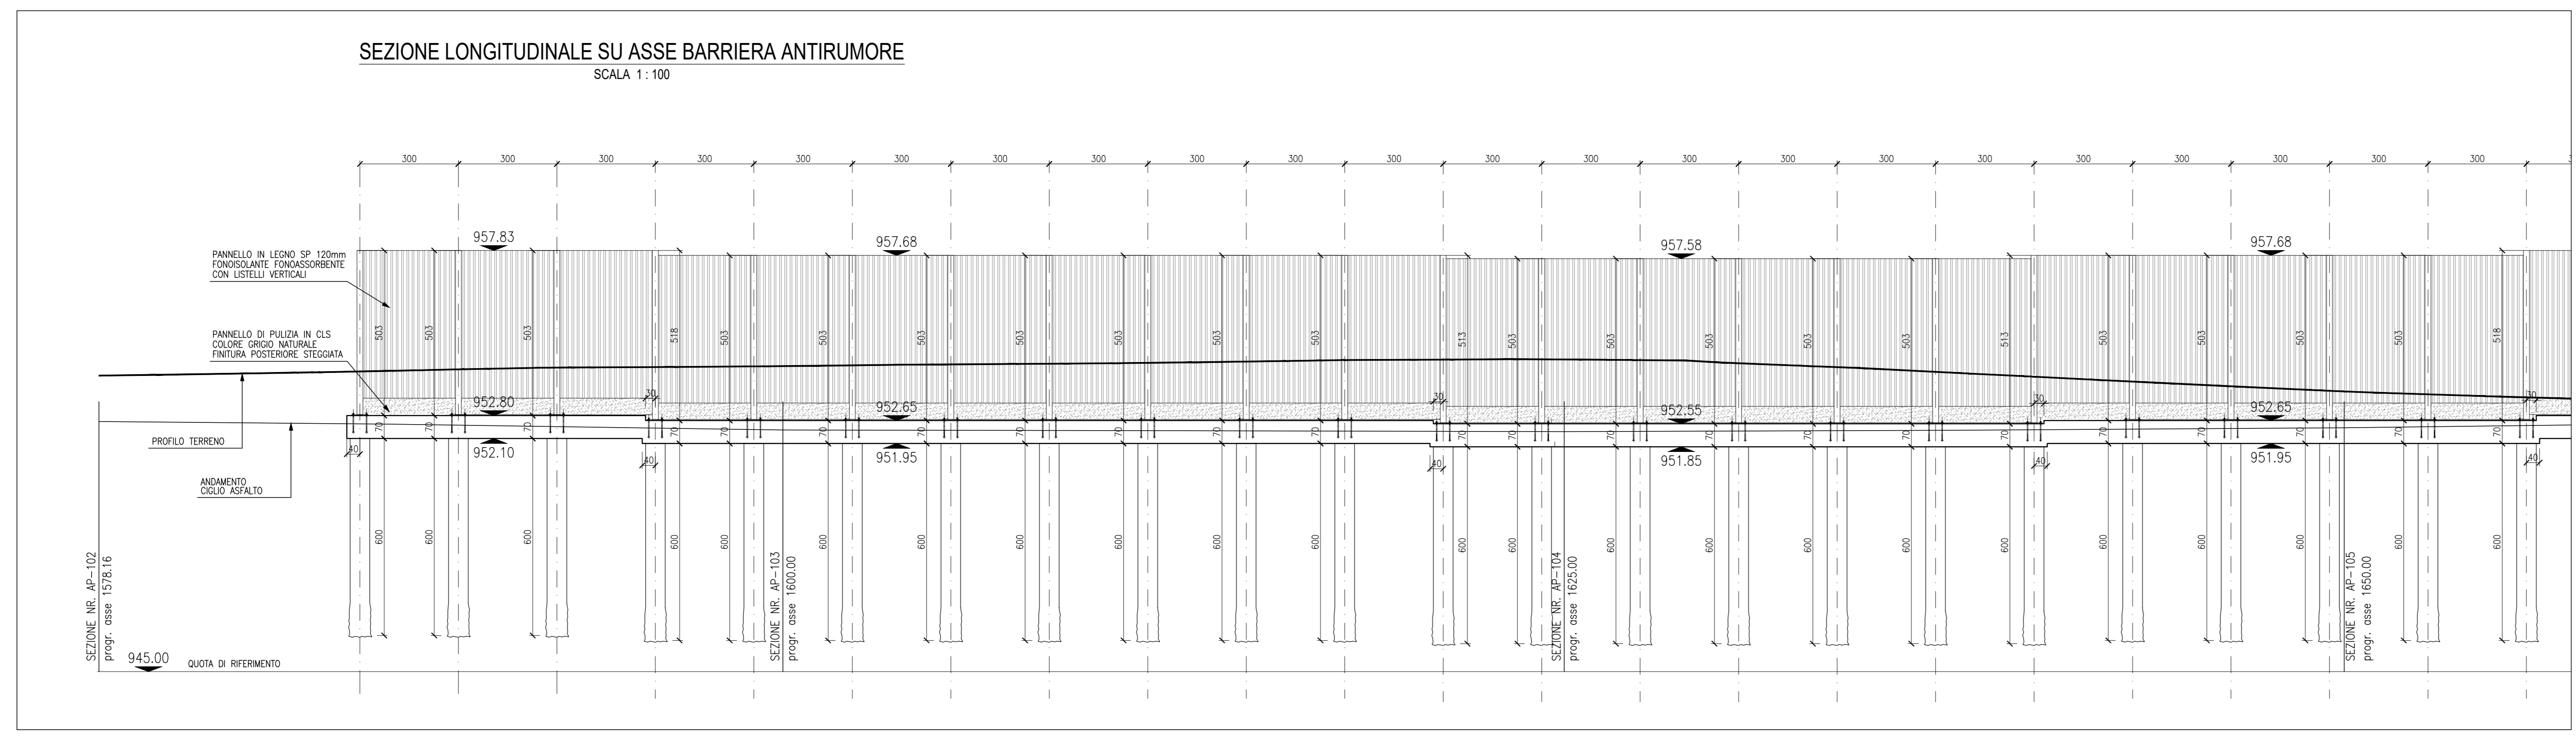 SEZIONE LONGITUDINALE SU ASSE BARRIERA ANTIRUMORE
SCALA 1 : 100
300 300 300 300 300 300 300 300 300 300 300 300 300 300 300 300 300 300 300 300 300 300
957.83 957.68 957.58 957.68
PANNELLO IN LEGNO SP 120mm
FONOISOLANTE FONOASSORBENTE
CON LISTELLI VERTICALI
503 503 503 518 503 503 503 503 503 503 503 513 503 503 503 503 503 513 503 503 503 503 518
PANNELLO DI PULIZIA IN CLS
COLORE GRIGIO NATURALE
FINITURA POSTERIORE STEGGIATA
30 30 30 30
952.80 952.65 952.55 952.65
70 70 70 70 70 70 70 70 70 70 70 70 70 70 70 70 70 70 70 70 70 70 70
PROFILO TERRENO
40 40 40 40 40
952.10 951.95 951.85 951.95
ANDAMENTO
CIGLIO ASFALTO
600 600 600 600 600 600 600 600 600 600 600 600 600 600 600 600 600 600 600 600 600 600 600
SEZIONE NR. AP-102
progr. asse 1578.16
SEZIONE NR. AP-103
progr. asse 1600.00
SEZIONE NR. AP-104
progr. asse 1625.00
SEZIONE NR. AP-105
progr. asse 1650.00
945.00 QUOTA DI RIFERIMENTO